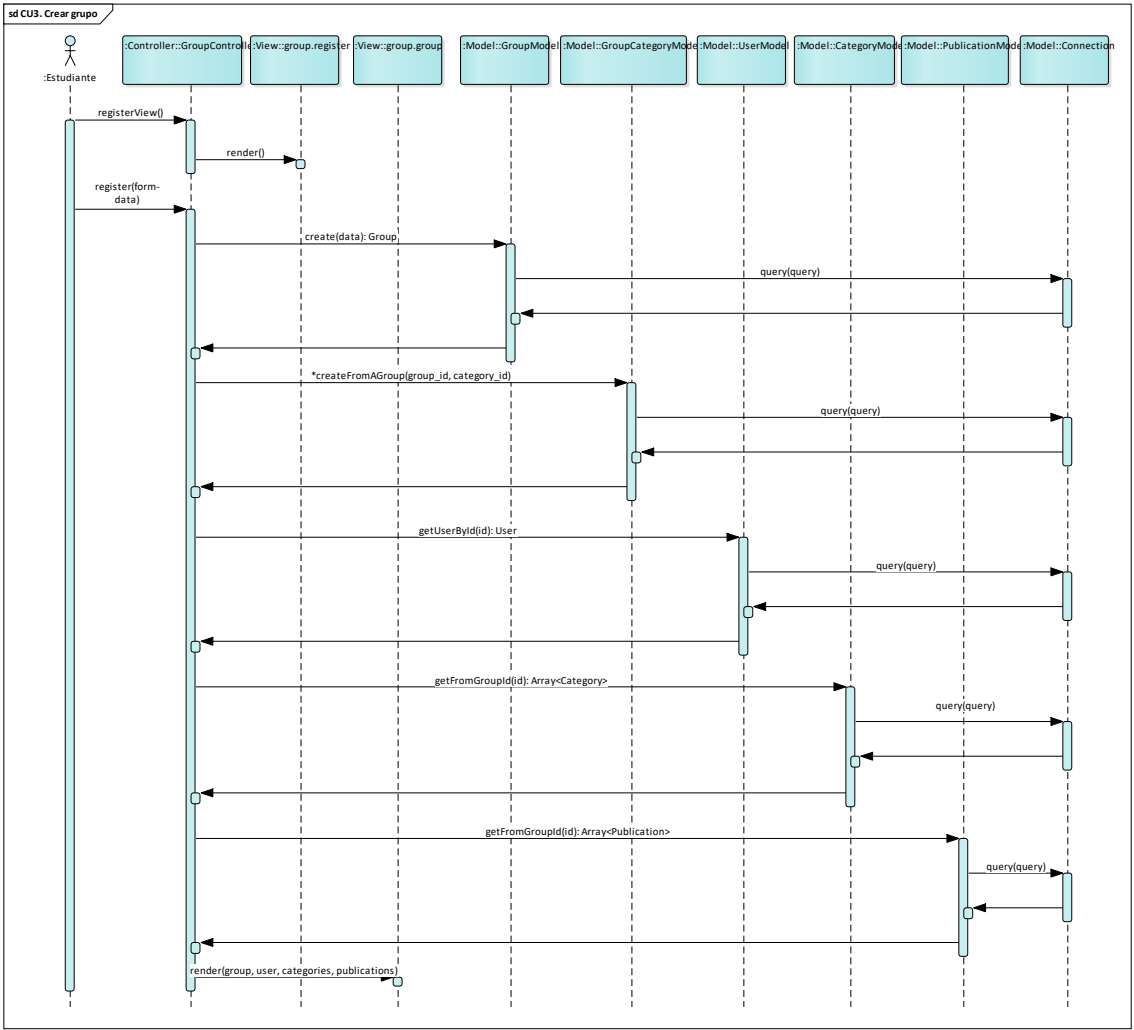 sd CU3. Crear grupo
:Estudiante
:Controller::GroupControlle
:View::group.register
:View::group.group
:Model::GroupModel
:Model::GroupCategoryMode
:Model::UserModel
:Model::CategoryMode
:Model::PublicationMode
:Model::Connection
registerView()
render()
register(form-
data)
create(data): Group
query(query)
*createFromAGroup(group_id, category_id)
query(query)
getUserById(id): User
query(query)
getFromGroupId(id): Array<Category>
query(query)
getFromGroupId(id): Array<Publication>
query(query)
render(group, user, categories, publications)